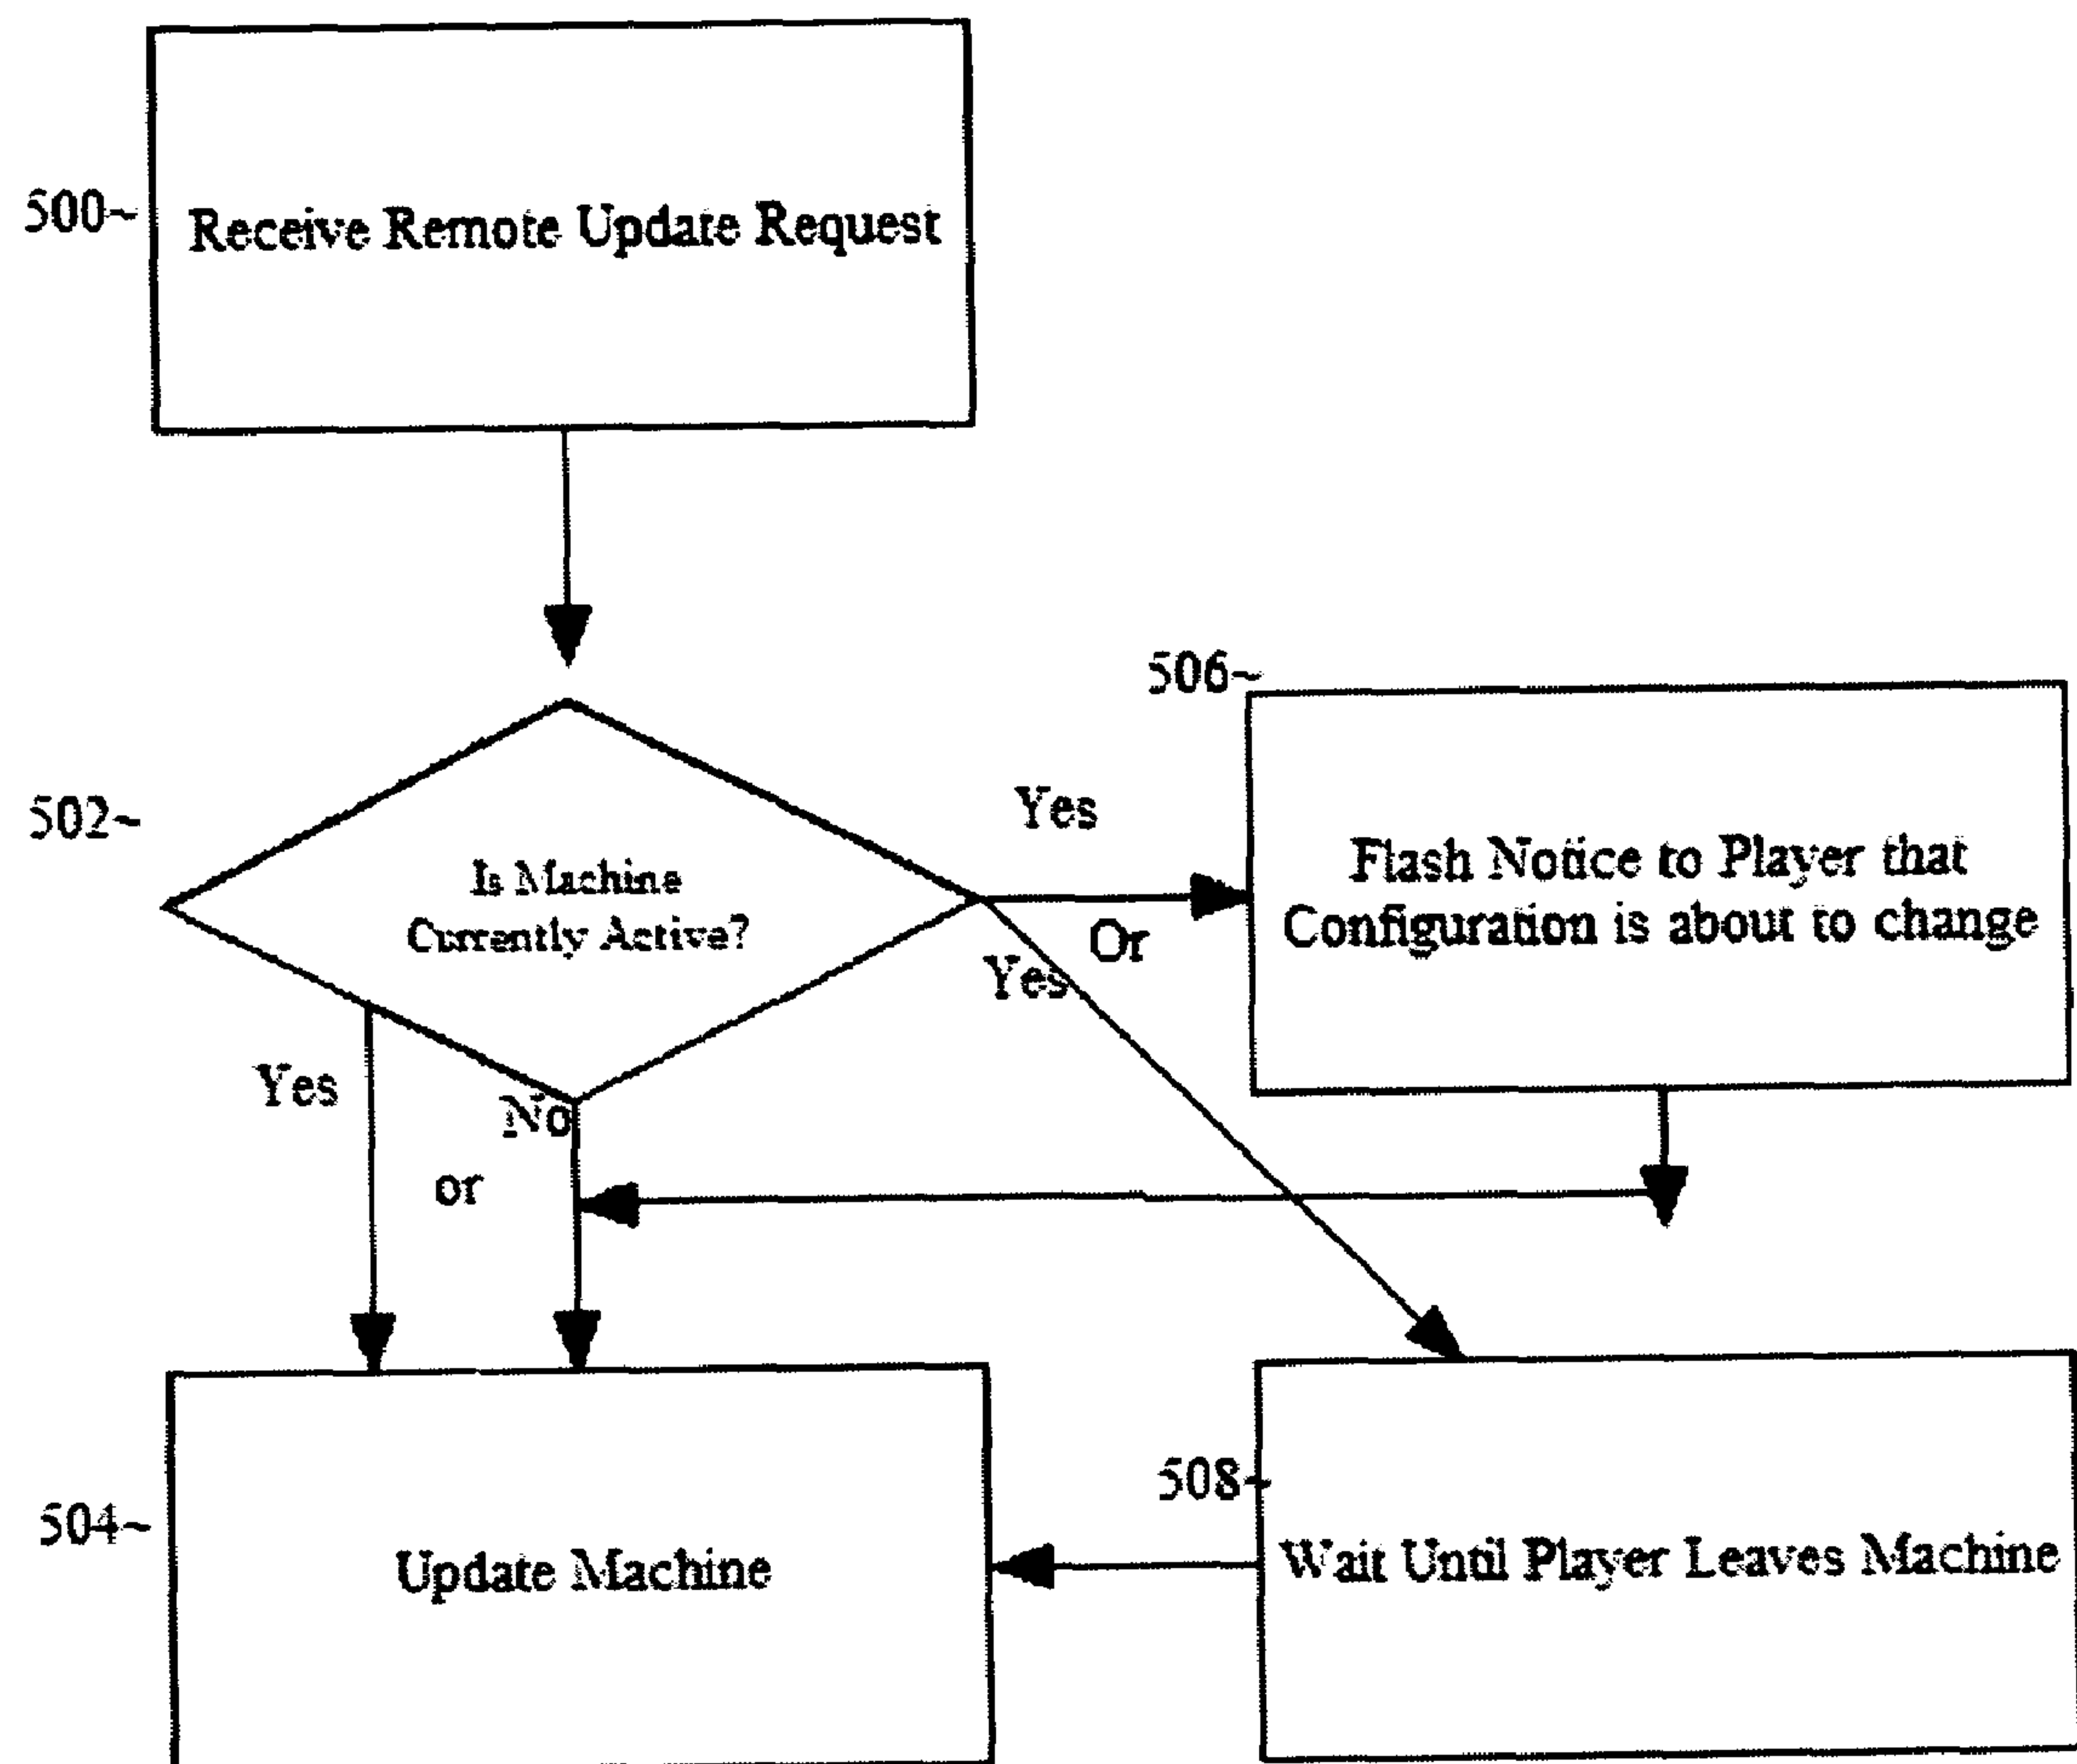 500~
Receive Remote Update Request
506~
502~
Is Machine
Currently Active?
Yes
Or
Yes
Flash Notice to Player that
Configuration is about to change
Yes
No
or
504~
Update Machine
508~
Wait Until Player Leaves Machine